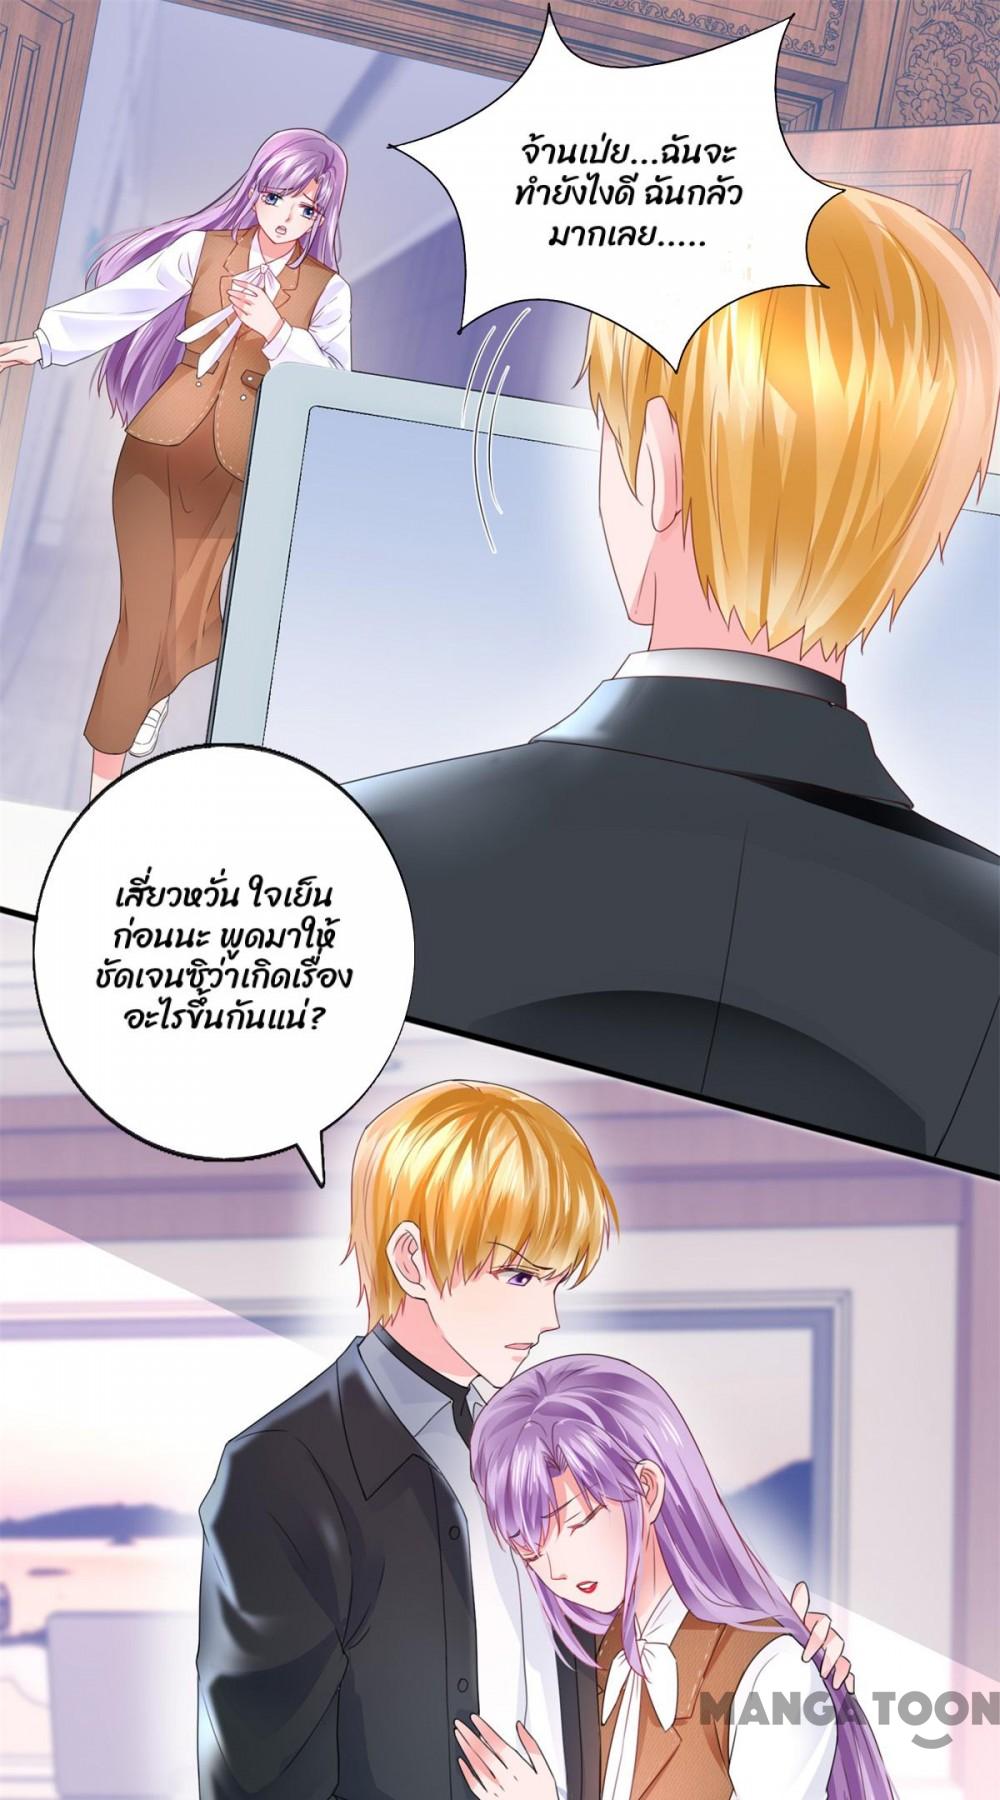 จ้านเป่ย...ฉันจะ
ทำยังไงดี ฉันกลัว
มากเลย.....
เสี่ยวหวั่น ใจเย็น
ก่อนนะ พูดมาให้
ชัดเจนซิว่าเกิดเรื่อง
อะไรขึ้นกันแน่?
MANGATOON